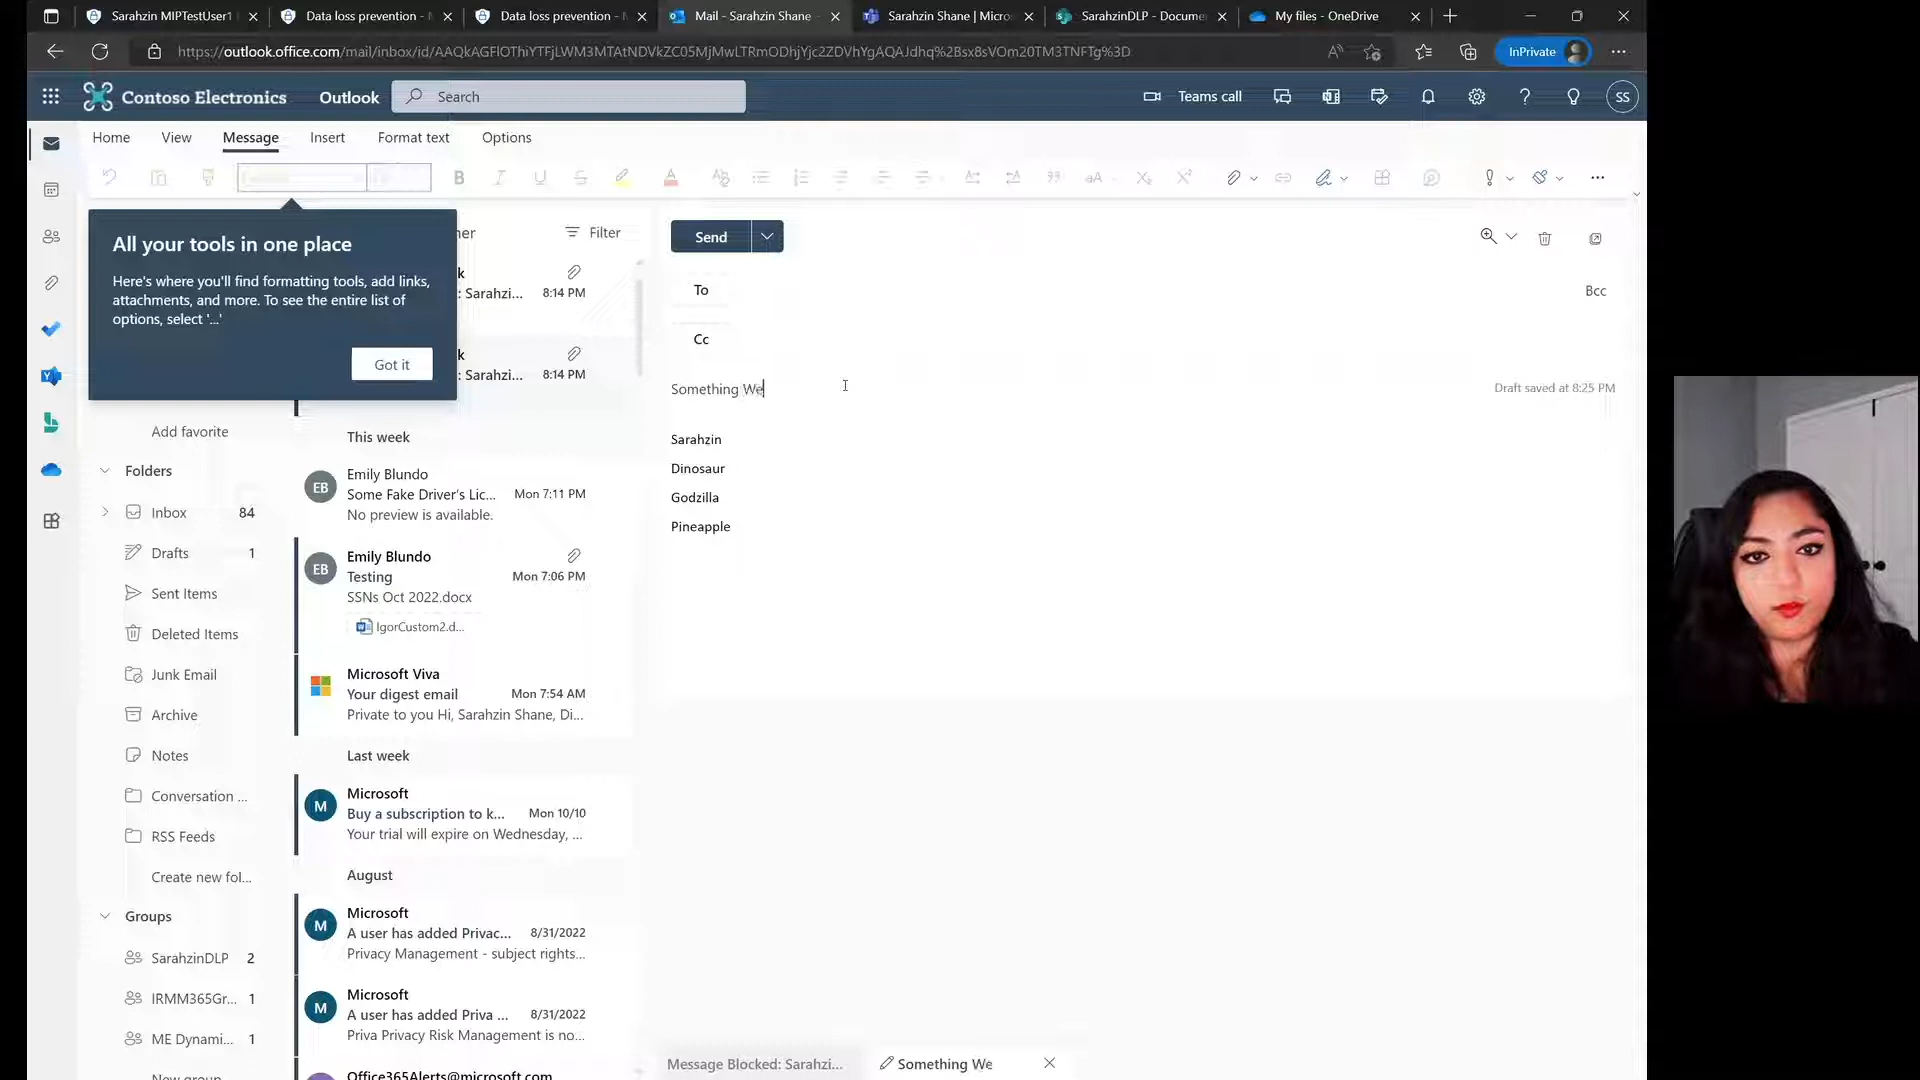 Sarahzin MIPTestUser1
Data loss prevention -
Data loss prevention -
Mail - Sarahzin Shane
Sarahzin Shane | Micro
SarahzinDLP - Docume
My files - OneDrive
https://outlook.office.com/mail/inbox/id/AAQkAGFlOThiYTFjLWM3MTAtNDVkZC05MjMwLTRmODhjYjc2ZDVhYgAQAJdhq%2Bsx8sVOm20TM3TNFTg%3D
InPrivate
Contoso Electronics
Outlook
Search
Teams call
SS
Home
View
Message
Insert
Format text
Options
All your tools in one place
Here's where you'll find formatting tools, add links,
attachments, and more. To see the entire list of
options, select '...'
Got it
Filter
: Sarahzi...
8:14 PM
: Sarahzi...
8:14 PM
Send
To
Bcc
Cc
Something We
Draft saved at 8:25 PM
Sarahzin
Dinosaur
Godzilla
Pineapple
Add favorite
Folders
Inbox 84
Drafts 1
Sent Items
Deleted Items
Junk Email
Archive
Notes
Conversation ...
RSS Feeds
Create new fol...
Groups
SarahzinDLP 2
IRMM365Gr... 1
ME Dynami... 1
New group
This week
EB
Emily Blundo
Some Fake Driver's Lic... Mon 7:11 PM
No preview is available.
EB
Emily Blundo
Testing Mon 7:06 PM
SSNs Oct 2022.docx
IgorCustom2.d...
Microsoft Viva
Your digest email Mon 7:54 AM
Private to you Hi, Sarahzin Shane, Di...
Last week
M
Microsoft
Buy a subscription to k... Mon 10/10
Your trial will expire on Wednesday, ...
August
M
Microsoft
A user has added Privac... 8/31/2022
Privacy Management - subject rights...
M
Microsoft
A user has added Priva ... 8/31/2022
Priva Privacy Risk Management is no...
Office365Alerts@microsoft.com
Message Blocked: Sarahzi...
Something We